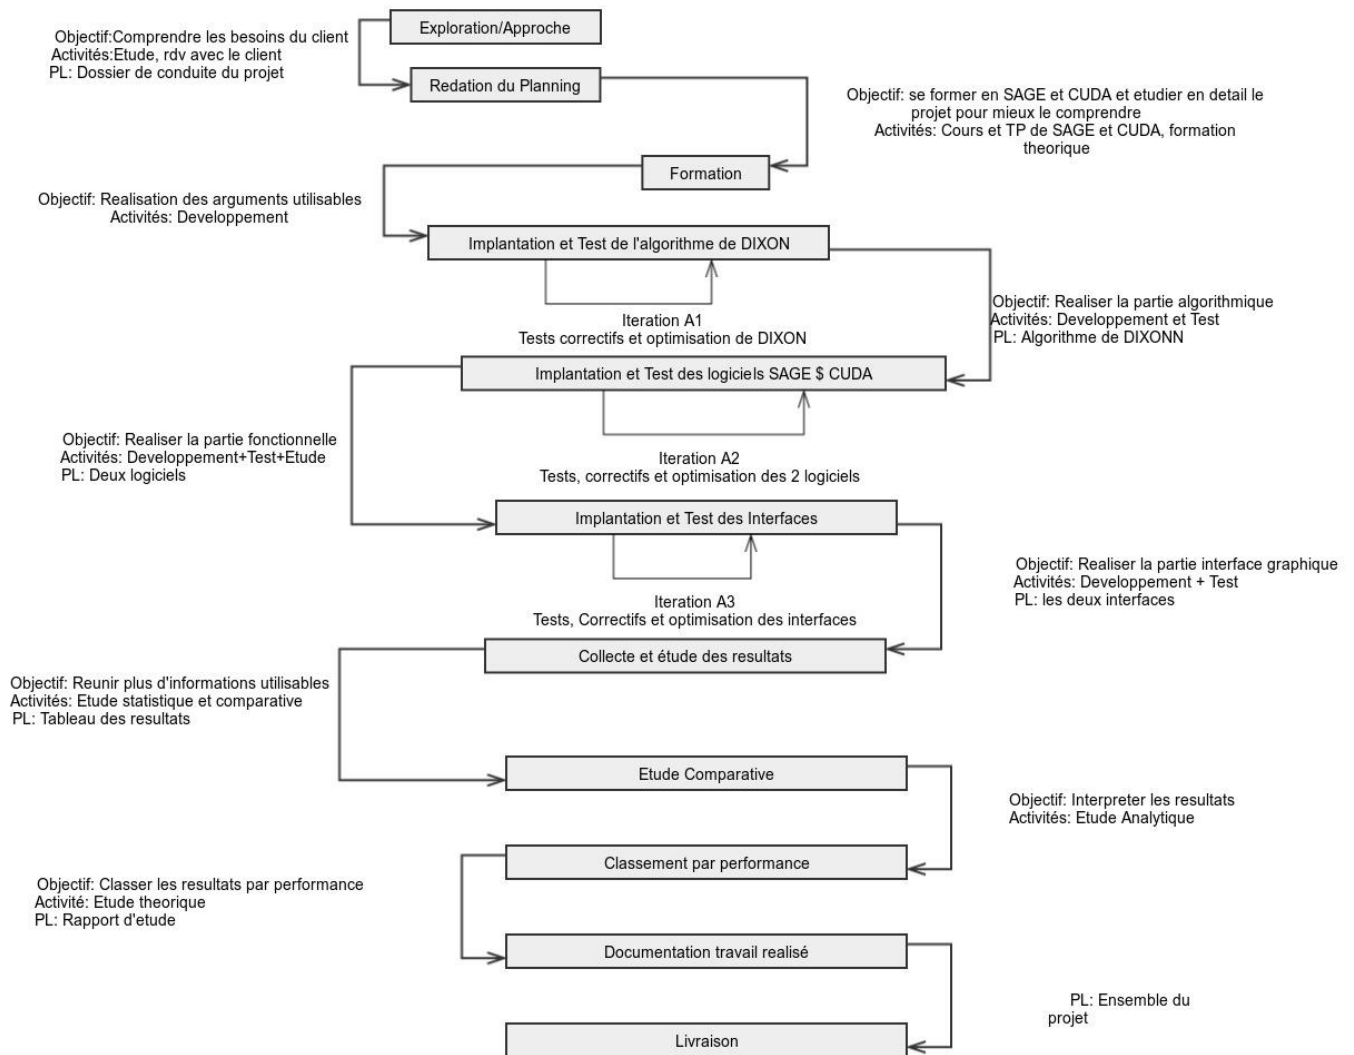 Exploration/Approche
Objectif:Comprendre les besoins du client
Activités:Etude, rdv avec le client
PL: Dossier de conduite du projet
Redation du Planning
Objectif: se former en SAGE et CUDA et etudier en detail le
projet pour mieux le comprendre
Activités: Cours et TP de SAGE et CUDA, formation
theorique
Formation
Objectif: Realisation des arguments utilisables
Activités: Developpement
Implantation et Test de l'algorithme de DIXON
Iteration A1
Tests correctifs et optimisation de DIXON
Objectif: Realiser la partie algorithmique
Activités: Developpement et Test
PL: Algorithme de DIXONN
Implantation et Test des logiciels SAGE $ CUDA
Iteration A2
Tests, correctifs et optimisation des 2 logiciels
Objectif: Realiser la partie fonctionnelle
Activités: Developpement+Test+Etude
PL: Deux logiciels
Implantation et Test des Interfaces
Iteration A3
Tests, Correctifs et optimisation des interfaces
Objectif: Realiser la partie interface graphique
Activités: Developpement + Test
PL: les deux interfaces
Collecte et étude des resultats
Objectif: Reunir plus d'informations utilisables
Activités: Etude statistique et comparative
PL: Tableau des resultats
Etude Comparative
Objectif: Interpreter les resultats
Activités: Etude Analytique
Classement par performance
Objectif: Classer les resultats par performance
Activité: Etude theorique
PL: Rapport d'etude
Documentation travail realisé
PL: Ensemble du
projet
Livraison